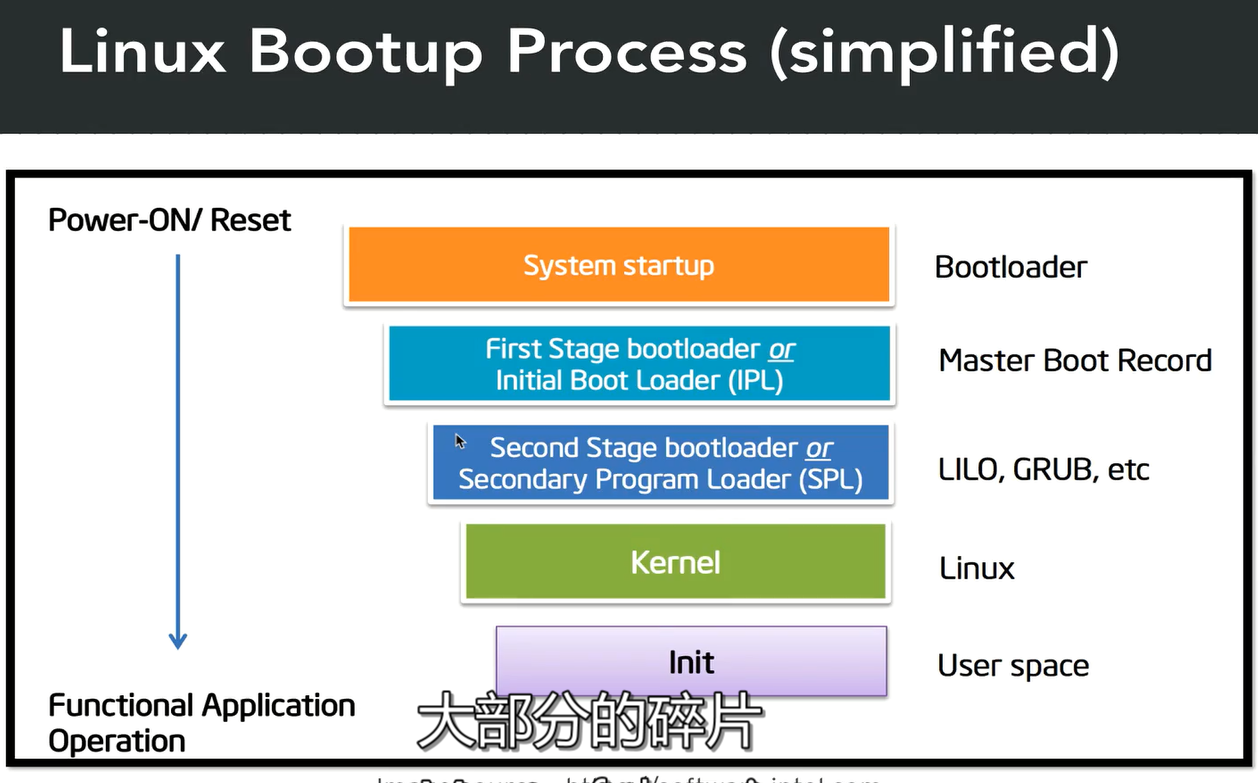 Linux Bootup Process (simplified)
Power-ON/ Reset
System startup
Bootloader
First Stage bootloader or
Initial Boot Loader (IPL)
Master Boot Record
Second Stage bootloader or
Secondary Program Loader (SPL)
LILO, GRUB, etc
Kernel
Linux
Init
User space
Functional Application
Operation
大部分的碎片